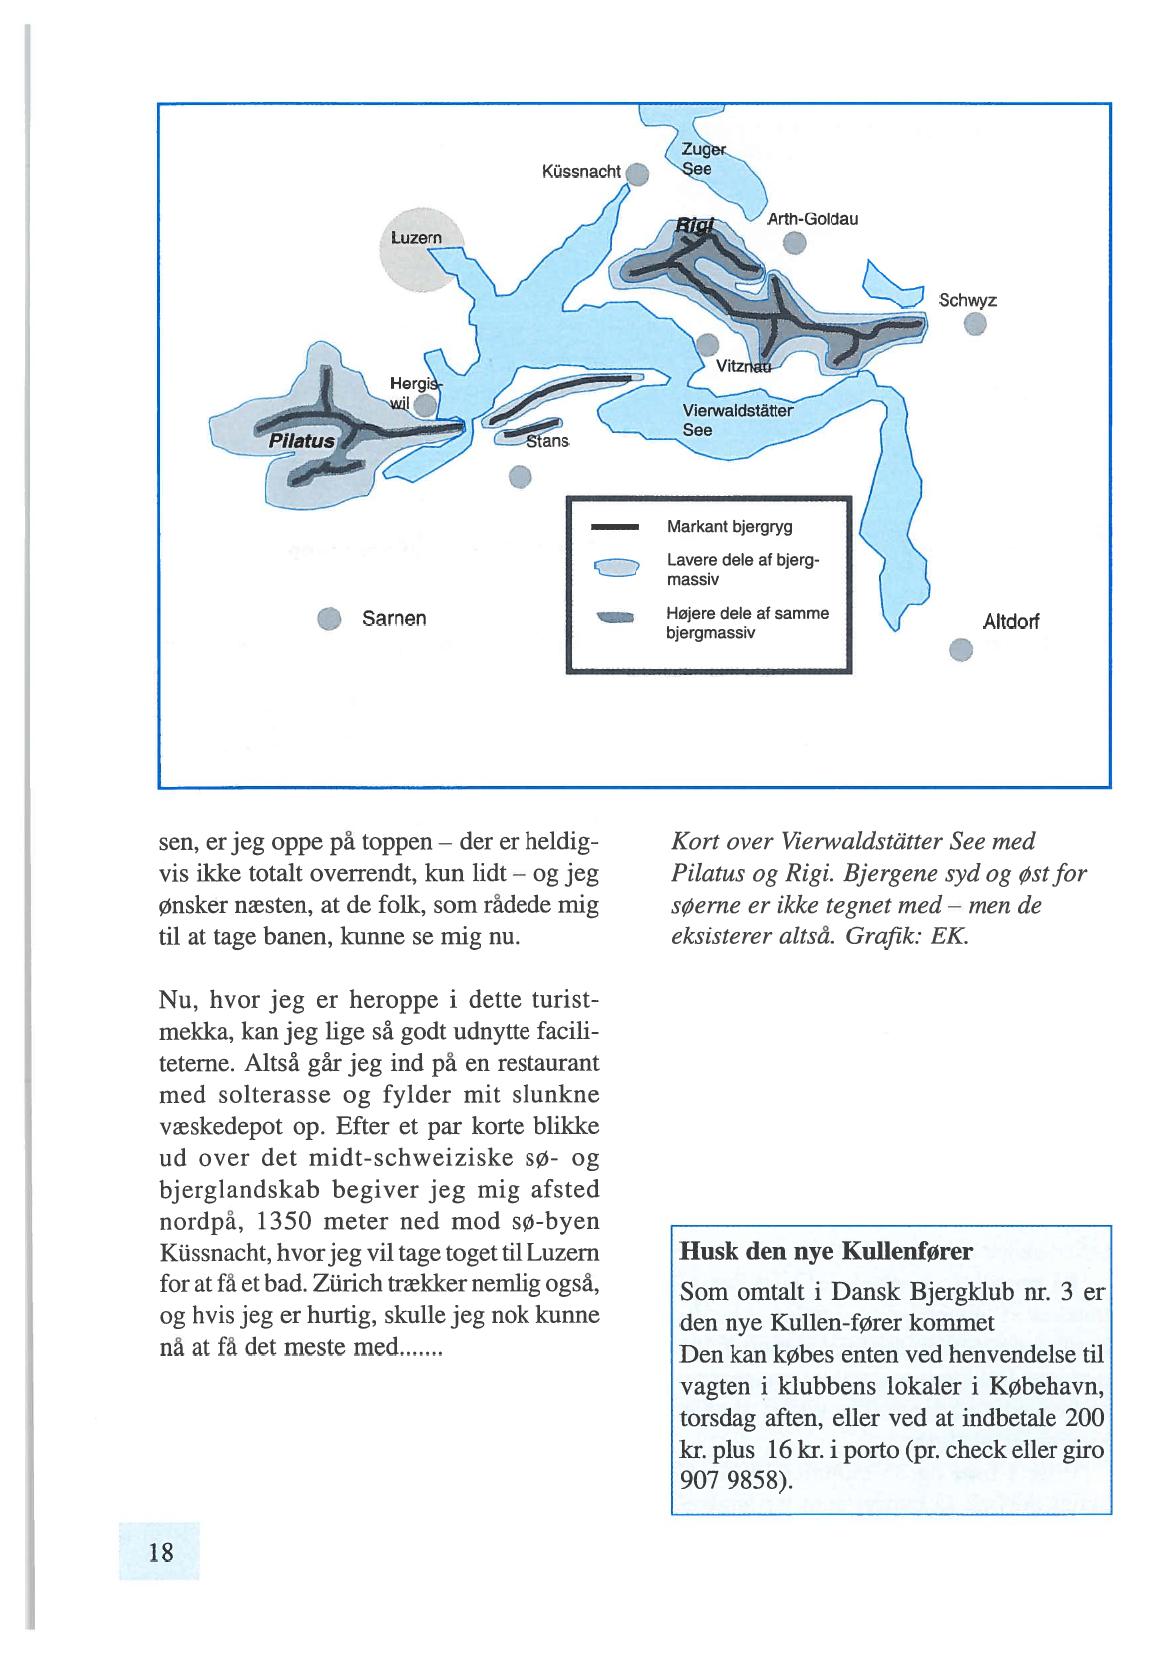 Zuger
See
Küssnacht
Arth-Goldau
Rigi
Luzern
Schwyz
Vitznau
Hergis-
wil
Vierwaldstätter
See
Pilatus
Stans
Markant bjergryg
Lavere dele af bjerg-
massiv
Højere dele af samme
bjergmassiv
Sarnen
Altdorf
sen, er jeg oppe på toppen – der er heldig-
vis ikke totalt overrendt, kun lidt – og jeg
ønsker næsten, at de folk, som rådede mig
til at tage banen, kunne se mig nu.
Nu, hvor jeg er heroppe i dette turist-
mekka, kan jeg lige så godt udnytte facili-
teterne. Altså går jeg ind på en restaurant
med solterasse og fylder mit slunkne
væskedepot op. Efter et par korte blikke
ud over det midt-schweiziske sø- og
bjerglandskab begiver jeg mig afsted
nordpå, 1350 meter ned mod sø-byen
Küssnacht, hvor jeg vil tage toget til Luzern
for at få et bad. Zürich trækker nemlig også,
og hvis jeg er hurtig, skulle jeg nok kunne
nå at få det meste med.......
Kort over Vierwaldstätter See med
Pilatus og Rigi. Bjergene syd og øst for
søerne er ikke tegnet med – men de
eksisterer altså. Grafik: EK.
Husk den nye Kullenfører
Som omtalt i Dansk Bjergklub nr. 3 er
den nye Kullen-fører kommet
Den kan købes enten ved henvendelse til
vagten i klubbens lokaler i Købehavn,
torsdag aften, eller ved at indbetale 200
kr. plus 16 kr. i porto (pr. check eller giro
907 9858).
18